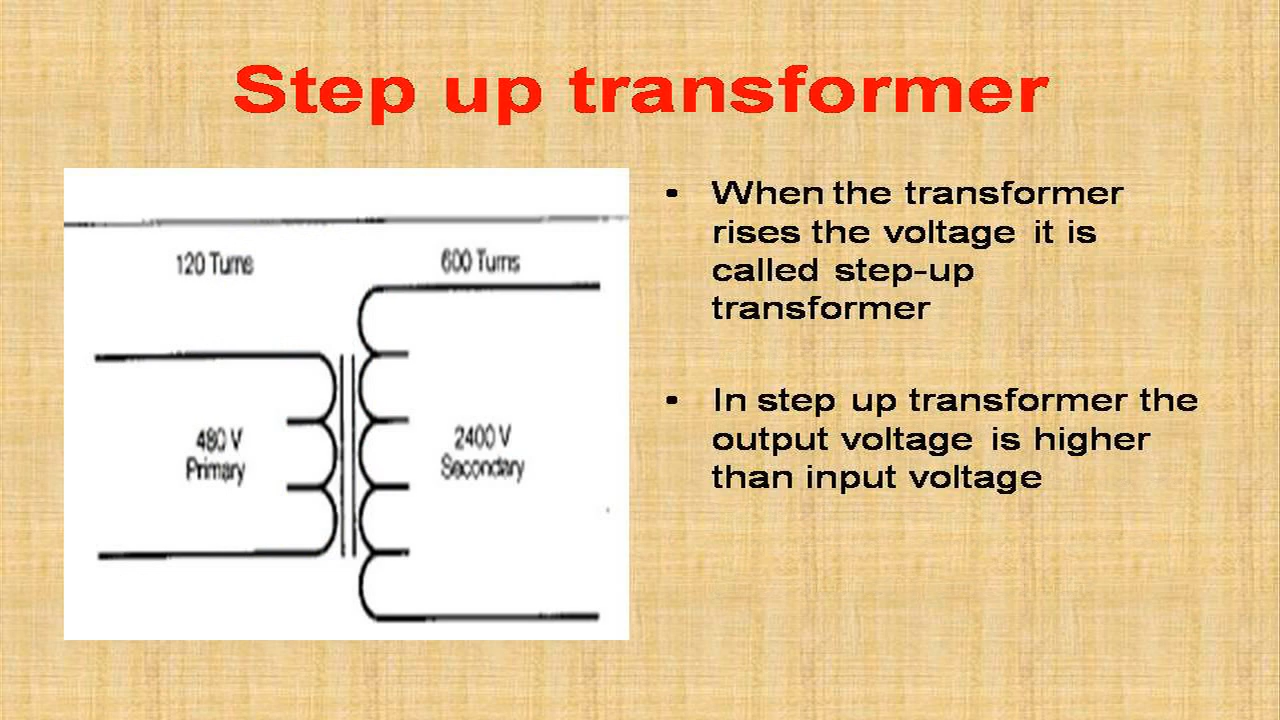 Step up transformer
120 Turns
600 Turns
480 V
Primary
2400 V
Secondary
• When the transformer
rises the voltage it is
called step-up
transformer
• In step up transformer the
output voltage is higher
than input voltage